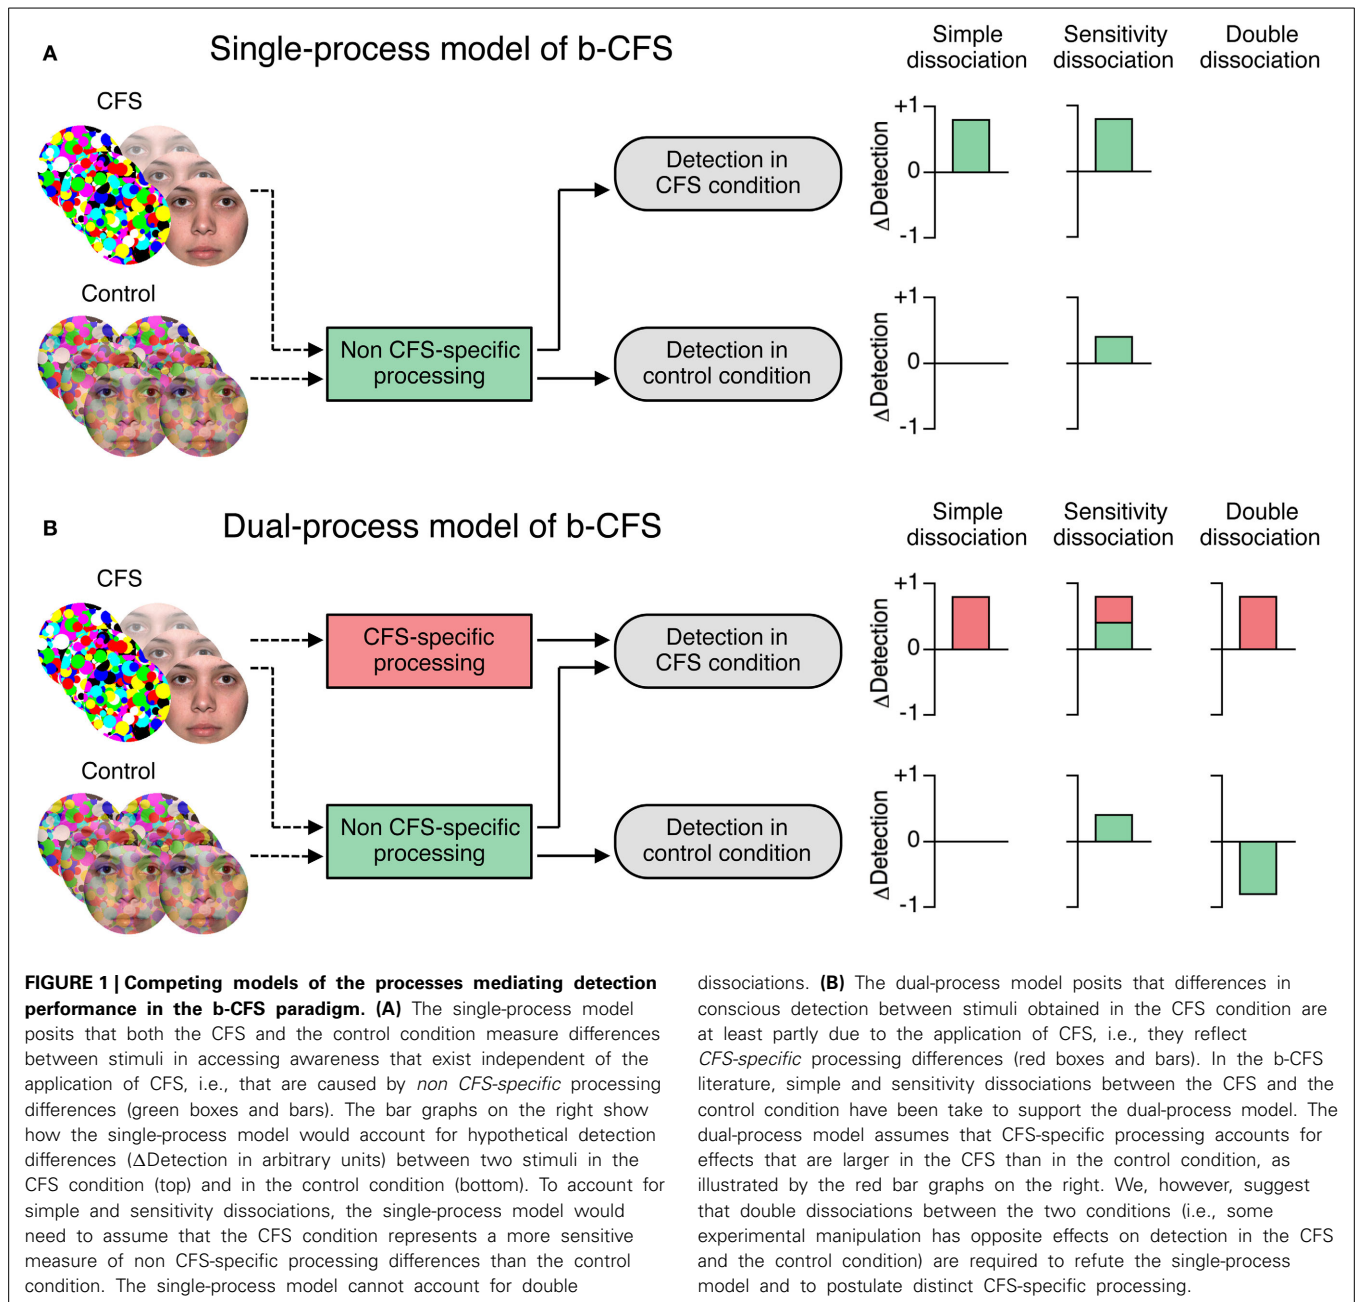 A
Single-process model of b-CFS
Simple
dissociation
Sensitivity
dissociation
Double
dissociation
CFS
Control
Non CFS-specific
processing
Detection in
CFS condition
Detection in
control condition
+1
0
-1
ΔDetection
+1
0
-1
ΔDetection
B
Dual-process model of b-CFS
Simple
dissociation
Sensitivity
dissociation
Double
dissociation
CFS
Control
CFS-specific
processing
Non CFS-specific
processing
Detection in
CFS condition
Detection in
control condition
+1
0
-1
ΔDetection
+1
0
-1
ΔDetection
FIGURE 1 | Competing models of the processes mediating detection
performance in the b-CFS paradigm. (A) The single-process model
posits that both the CFS and the control condition measure differences
between stimuli in accessing awareness that exist independent of the
application of CFS, i.e., that are caused by non CFS-specific processing
differences (green boxes and bars). The bar graphs on the right show
how the single-process model would account for hypothetical detection
differences (ΔDetection in arbitrary units) between two stimuli in the
CFS condition (top) and in the control condition (bottom). To account for
simple and sensitivity dissociations, the single-process model would
need to assume that the CFS condition represents a more sensitive
measure of non CFS-specific processing differences than the control
condition. The single-process model cannot account for double
dissociations. (B) The dual-process model posits that differences in
conscious detection between stimuli obtained in the CFS condition are
at least partly due to the application of CFS, i.e., they reflect
CFS-specific processing differences (red boxes and bars). In the b-CFS
literature, simple and sensitivity dissociations between the CFS and the
control condition have been take to support the dual-process model. The
dual-process model assumes that CFS-specific processing accounts for
effects that are larger in the CFS than in the control condition, as
illustrated by the red bar graphs on the right. We, however, suggest
that double dissociations between the two conditions (i.e., some
experimental manipulation has opposite effects on detection in the CFS
and the control condition) are required to refute the single-process
model and to postulate distinct CFS-specific processing.